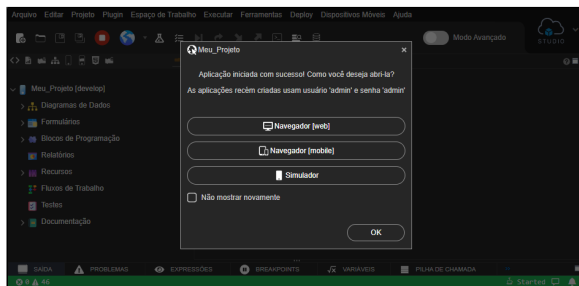 Arquivo Editar Projeto Plugin Espaço de Trabalho Executar Ferramentas Deploy Dispositivos Móveis Ajuda
Modo Avançado
STUDIO
Meu_Projeto
Aplicação iniciada com sucesso! Como você deseja abri-la?
As aplicações recém criadas usam usuário 'admin' e senha 'admin'
Navegador [web]
Navegador [mobile]
Simulador
Não mostrar novamente
OK
Meu_Projeto [develop]
Diagramas de Dados
Formulários
Blocos de Programação
Relatórios
Recursos
Fluxos de Trabalho
Testes
Documentação
SAÍDA PROBLEMAS EXPRESSÕES BREAKPOINTS VARIÁVEIS PILHA DE CHAMADA
0 46 Started